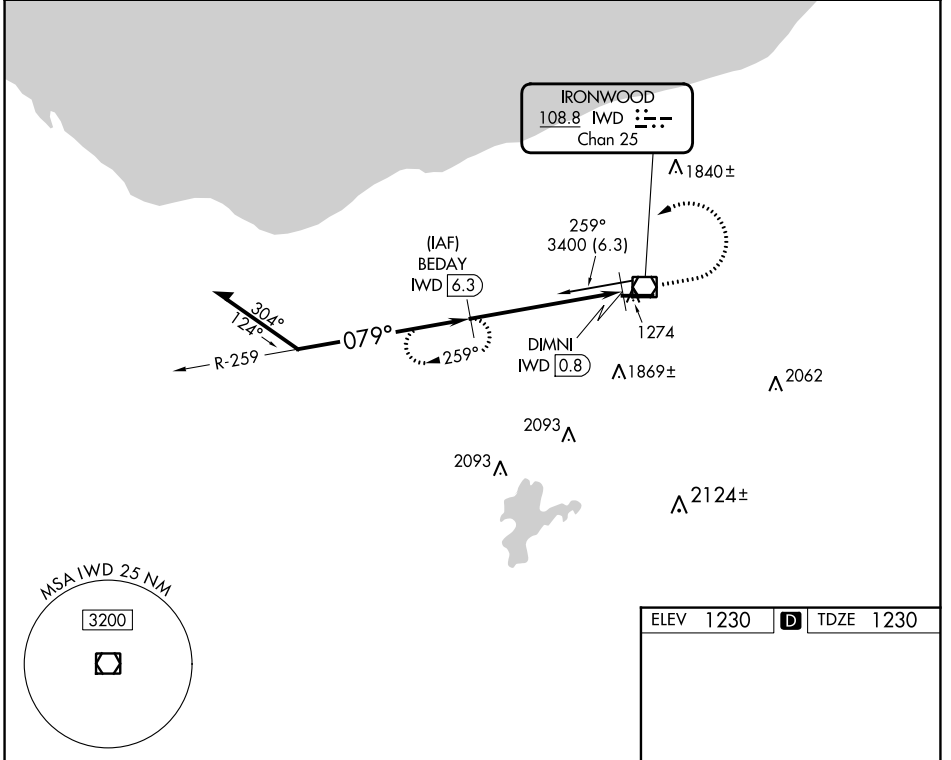 IRONWOOD
108.8 IWD
Chan 25
1840±
259°
3400 (6.3)
(IAF)
BEDAY
IWD 6.3
304°
124°
079°
R-259
259°
DIMNI
IWD 0.8
1274
1869±
2062
2093
2093
2124±
MSA IWD 25 NM
3200
ELEV 1230 D TDZE 1230